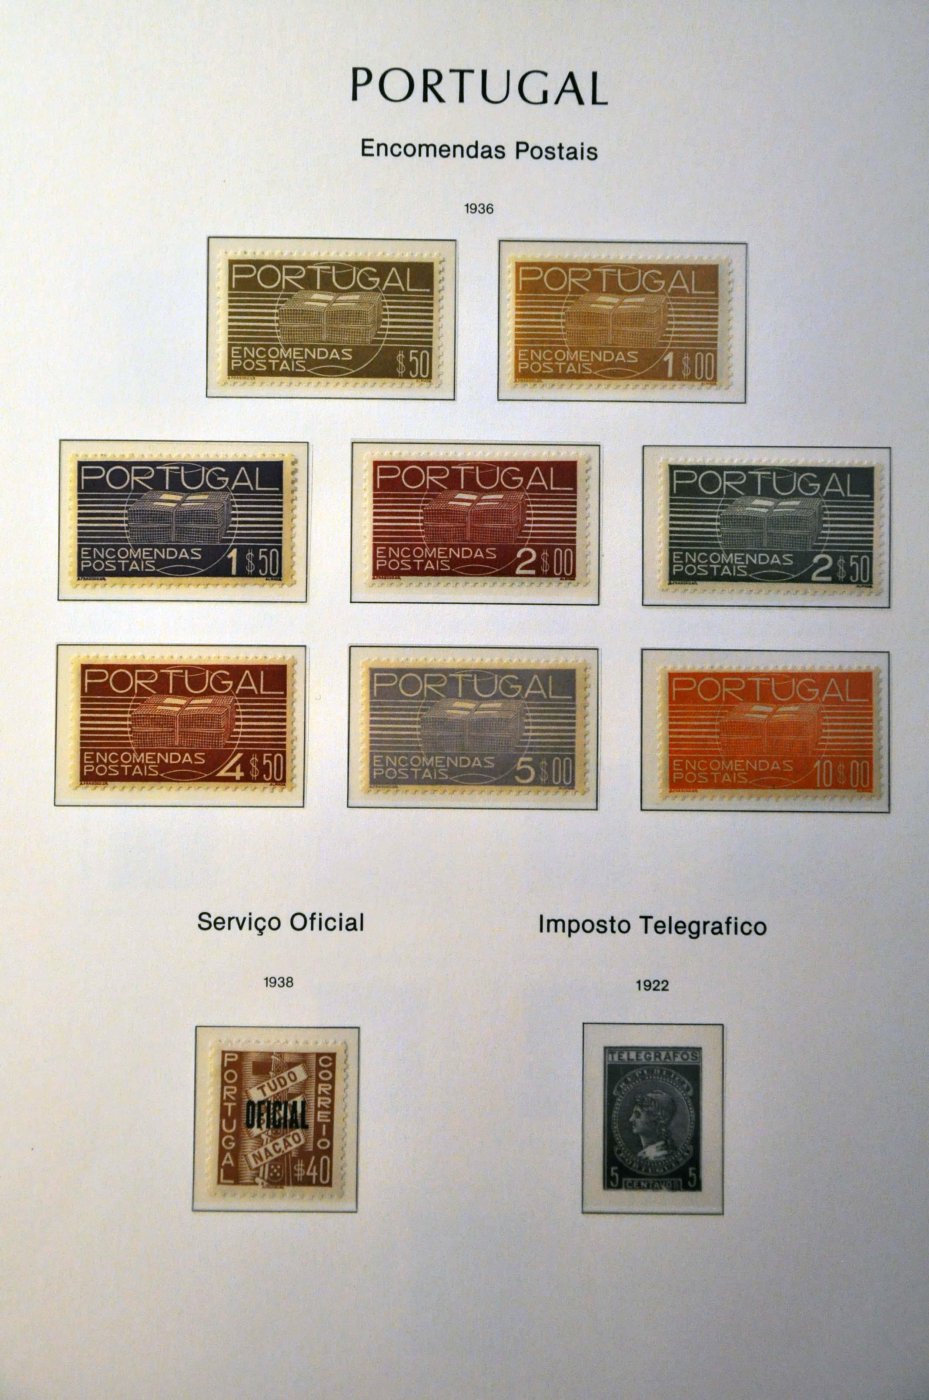 PORTUGAL
Encomendas Postais
1936
PORTUGAL
ENCOMENDAS
POSTAIS
$50
PORTUGAL
ENCOMENDAS
POSTAIS
1$00
PORTUGAL
ENCOMENDAS
POSTAIS
1$50
PORTUGAL
ENCOMENDAS
POSTAIS
2$00
PORTUGAL
ENCOMENDAS
POSTAIS
2$50
PORTUGAL
ENCOMENDAS
POSTAIS
4$50
PORTUGAL
ENCOMENDAS
POSTAIS
5$00
PORTUGAL
ENCOMENDAS
POSTAIS
10$00
Serviço Oficial
1938
PORTUGAL
CORREIO
TUDO
OFICIAL
NAÇÃO
$40
Imposto Telegrafico
1922
TELEGRAFOS
5 CENTAVOS 5